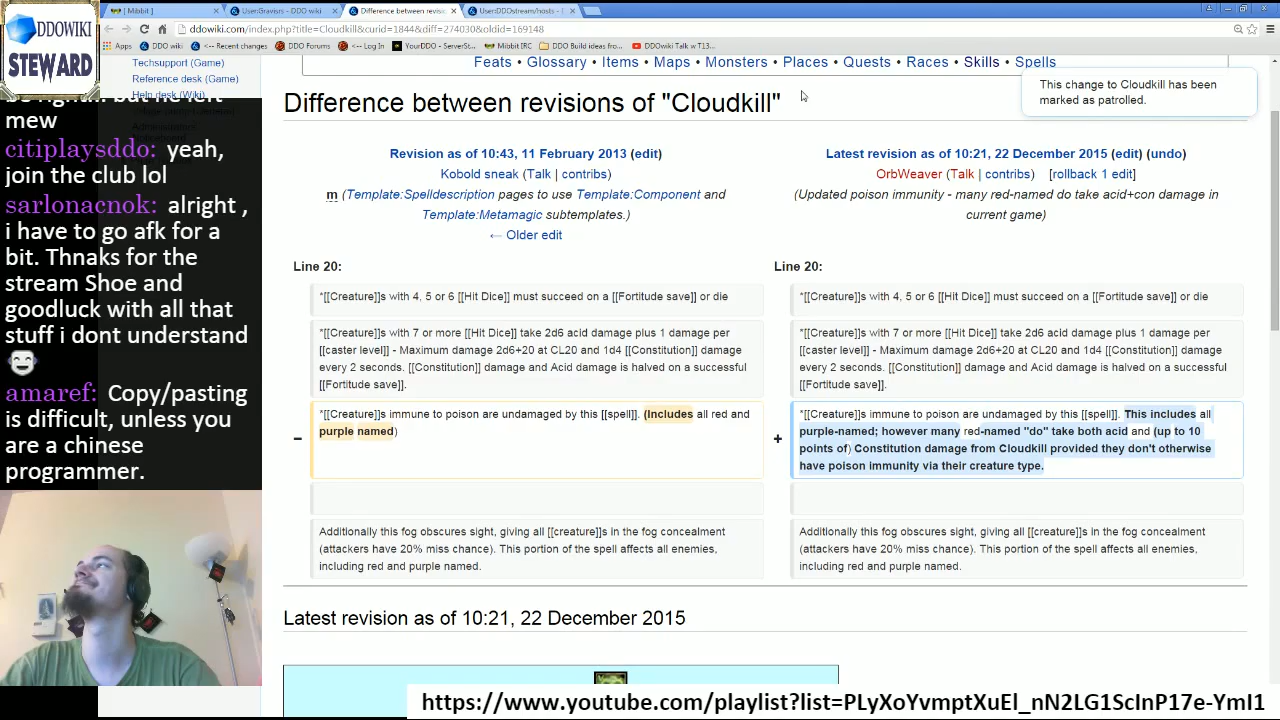 [ Mibbit ]
User:Gravisrs - DDO wiki
Difference between revisi
User:DDOstream/hosts - D
ddowiki.com/index.php?title=Cloudkill&curid=1844&diff=274030&oldid=169148
Apps DDO wiki <-- Recent changes DDO Forums <-- Log In YourDDO - ServerSt... Mibbit IRC DDO Build ideas from... DDOwiki Talk w T13...
DDOWIKI
STEWARD
Techsupport (Game)
Reference desk (Game)
Help desk (Wiki)
be right... but he left
mew
citiplaysddo: yeah,
join the club lol
sarlonacnok: alright ,
i have to go afk for a
bit. Thnaks for the
stream Shoe and
goodluck with all that
stuff i dont understand
amaref: Copy/pasting
is difficult, unless you
are a chinese
programmer.
Feats • Glossary • Items • Maps • Monsters • Places • Quests • Races • Skills • Spells
This change to Cloudkill has been
marked as patrolled.
Difference between revisions of "Cloudkill"
Revision as of 10:43, 11 February 2013 (edit)
Kobold sneak (Talk | contribs)
m (Template:Spelldescription pages to use Template:Component and
Template:Metamagic subtemplates.)
← Older edit
Latest revision as of 10:21, 22 December 2015 (edit) (undo)
OrbWeaver (Talk | contribs) [rollback 1 edit]
(Updated poison immunity - many red-named do take acid+con damage in
current game)
Line 20:
*[[Creature]]s with 4, 5 or 6 [[Hit Dice]] must succeed on a [[Fortitude save]] or die
*[[Creature]]s with 7 or more [[Hit Dice]] take 2d6 acid damage plus 1 damage per
[[caster level]] - Maximum damage 2d6+20 at CL20 and 1d4 [[Constitution]] damage
every 2 seconds. [[Constitution]] damage and Acid damage is halved on a successful
[[Fortitude save]].
− *[[Creature]]s immune to poison are undamaged by this [[spell]]. (Includes all red and
purple named)
Additionally this fog obscures sight, giving all [[creature]]s in the fog concealment
(attackers have 20% miss chance). This portion of the spell affects all enemies,
including red and purple named.
Line 20:
*[[Creature]]s with 4, 5 or 6 [[Hit Dice]] must succeed on a [[Fortitude save]] or die
*[[Creature]]s with 7 or more [[Hit Dice]] take 2d6 acid damage plus 1 damage per
[[caster level]] - Maximum damage 2d6+20 at CL20 and 1d4 [[Constitution]] damage
every 2 seconds. [[Constitution]] damage and Acid damage is halved on a successful
[[Fortitude save]].
+ *[[Creature]]s immune to poison are undamaged by this [[spell]]. This includes all
purple-named; however many red-named "do" take both acid and (up to 10
points of) Constitution damage from Cloudkill provided they don't otherwise
have poison immunity via their creature type.
Additionally this fog obscures sight, giving all [[creature]]s in the fog concealment
(attackers have 20% miss chance). This portion of the spell affects all enemies,
including red and purple named.
Latest revision as of 10:21, 22 December 2015
https://www.youtube.com/playlist?list=PLyXoYvmptXuEl_nN2LG1ScInP17e-YmI1